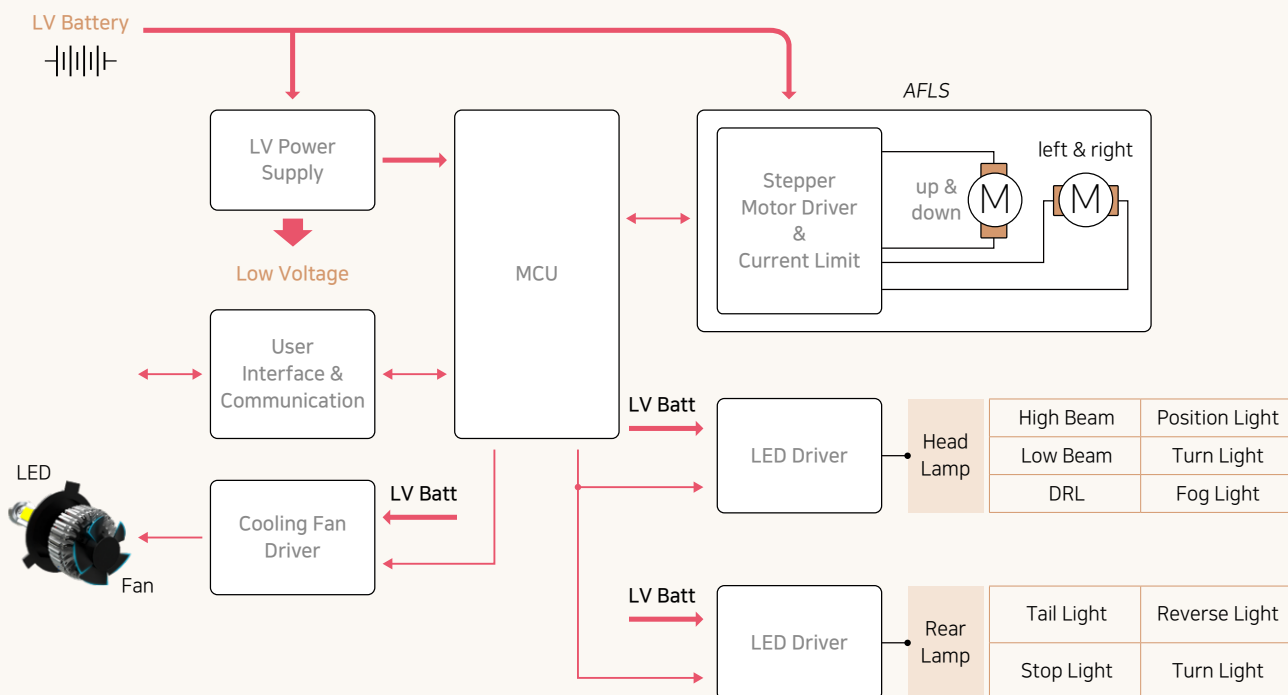 LV Battery
AFLS
LV Power
Supply
MCU
Stepper
Motor Driver
&
Current Limit
up &
down
M
left & right
M
Low Voltage
User
Interface &
Communication
LV Batt
LED Driver
Head
Lamp
High Beam
Position Light
Low Beam
Turn Light
DRL
Fog Light
LED
Fan
Cooling Fan
Driver
LV Batt
LV Batt
LED Driver
Rear
Lamp
Tail Light
Reverse Light
Stop Light
Turn Light